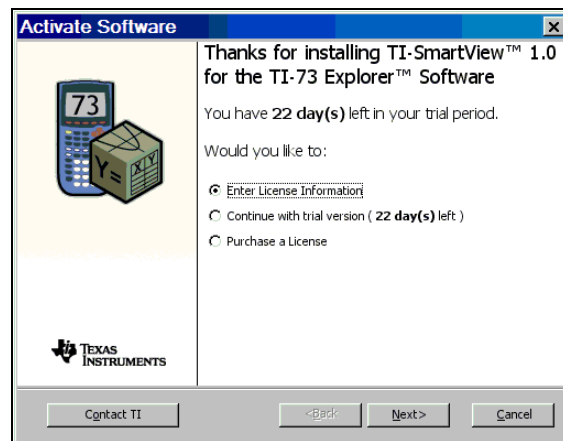 Activate Software
Thanks for installing TI-SmartView™ 1.0
for the TI-73 Explorer™ Software
You have 22 day(s) left in your trial period.
Would you like to:
Enter License Information
Continue with trial version ( 22 day(s) left )
Purchase a License
73
Y=
X Y
TEXAS
INSTRUMENTS
Contact TI
<Back
Next>
Cancel